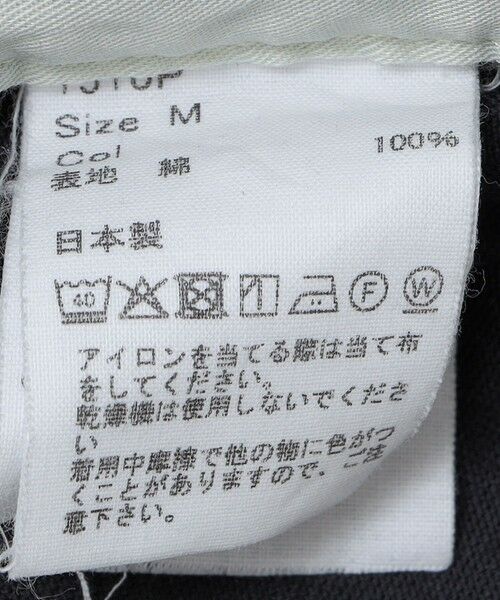 Size M
Col
表地 綿 100%
日本製
40 F W
アイロンを当てる際は当て布
をしてください。
乾燥機は使用しないでくださ
い
着用中摩擦で他の物に色がつ
くことがありますので、ご注
意下さい。